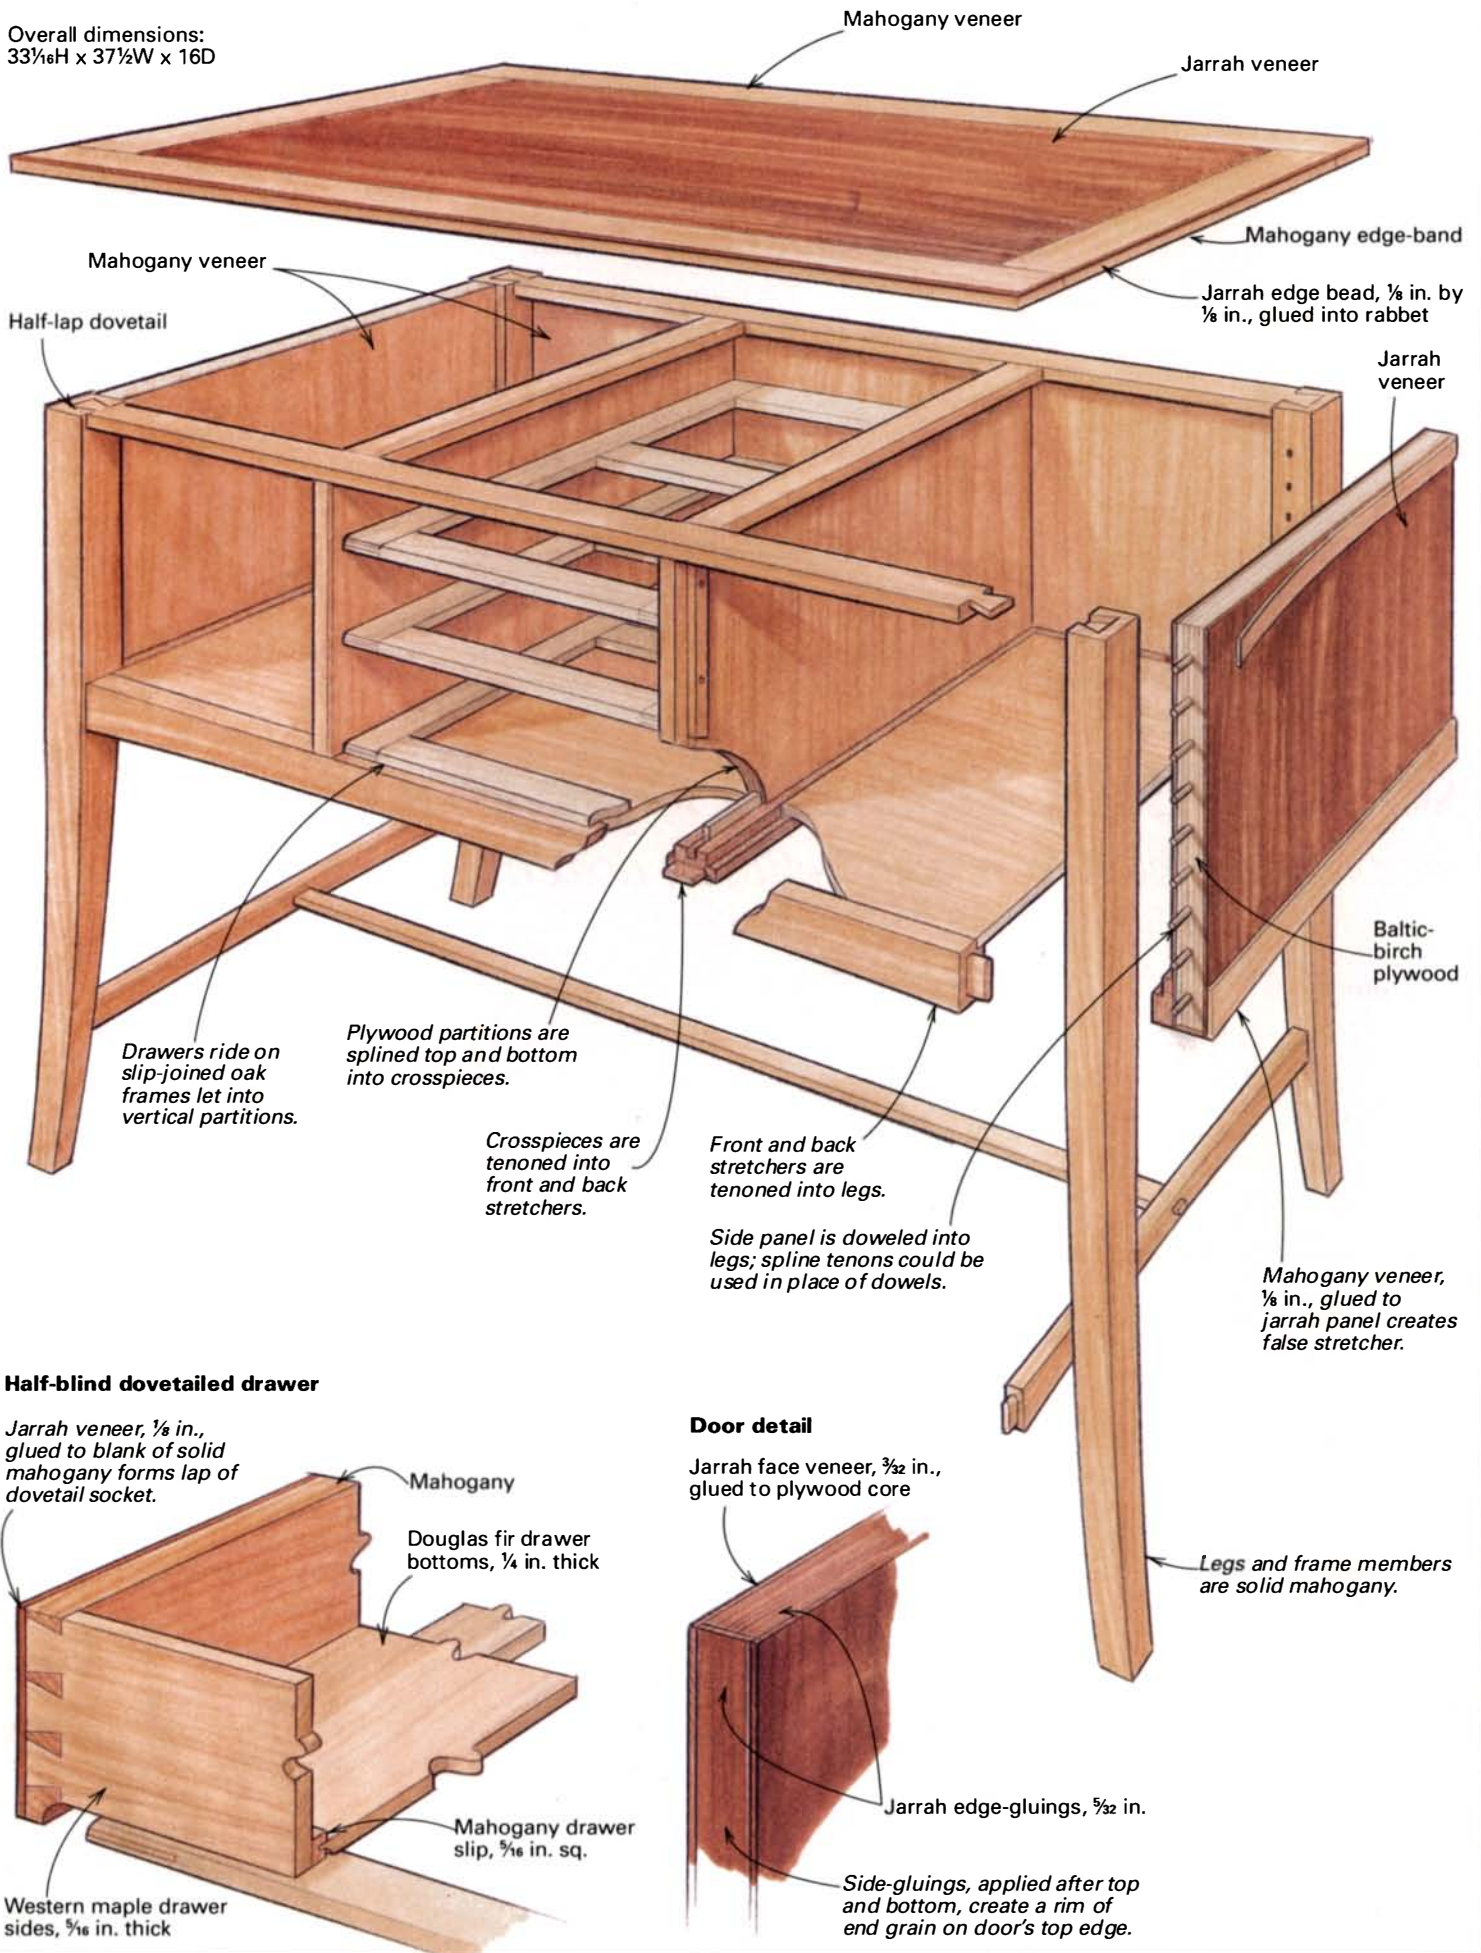 Overall dimensions:
33 1⁄16H x 37½W x 16D
Mahogany veneer
Jarrah veneer
Mahogany edge-band
Jarrah edge bead, ⅛ in. by
⅛ in., glued into rabbet
Mahogany veneer
Half-lap dovetail
Jarrah
veneer
Baltic-
birch
plywood
Drawers ride on
slip-joined oak
frames let into
vertical partitions.
Plywood partitions are
splined top and bottom
into crosspieces.
Crosspieces are
tenoned into
front and back
stretchers.
Front and back
stretchers are
tenoned into legs.
Side panel is doweled into
legs; spline tenons could be
used in place of dowels.
Mahogany veneer,
⅛ in., glued to
jarrah panel creates
false stretcher.
Legs and frame members
are solid mahogany.
Half-blind dovetailed drawer
Jarrah veneer, ⅛ in.,
glued to blank of solid
mahogany forms lap of
dovetail socket.
Mahogany
Douglas fir drawer
bottoms, ¼ in. thick
Mahogany drawer
slip, 5⁄16 in. sq.
Western maple drawer
sides, 5⁄16 in. thick
Door detail
Jarrah face veneer, 3⁄32 in.,
glued to plywood core
Jarrah edge-gluings, 5⁄32 in.
Side-gluings, applied after top
and bottom, create a rim of
end grain on door's top edge.